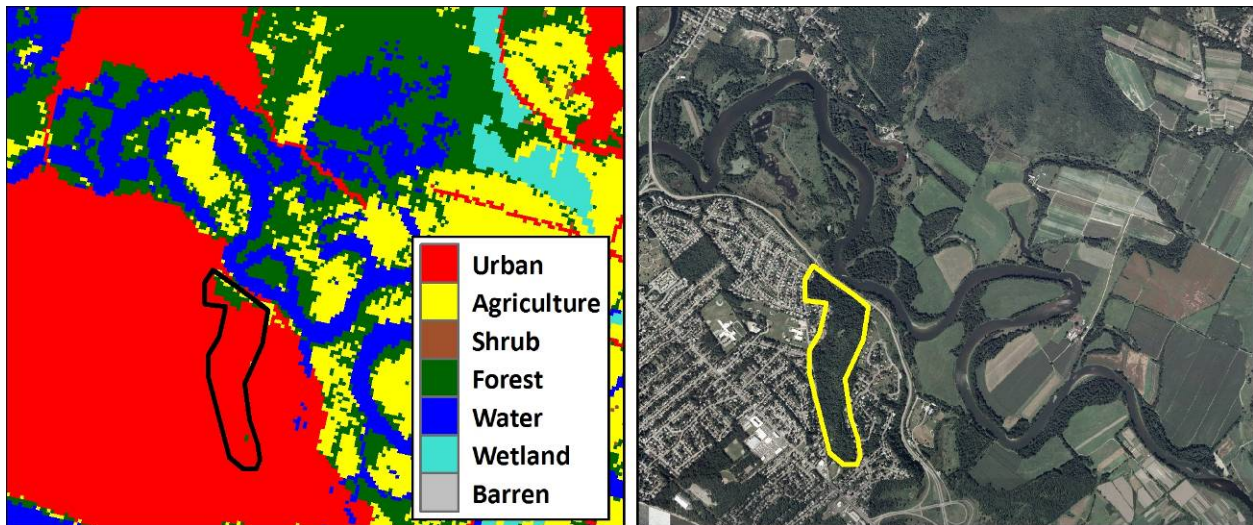 Urban
Agriculture
Shrub
Forest
Water
Wetland
Barren